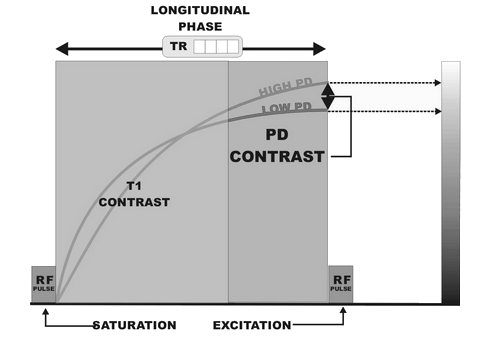 LONGITUDINAL
PHASE
TR
HIGH PD
LOW PD
PD
CONTRAST
T1
CONTRAST
RF
PULSE
RF
PULSE
SATURATION
EXCITATION